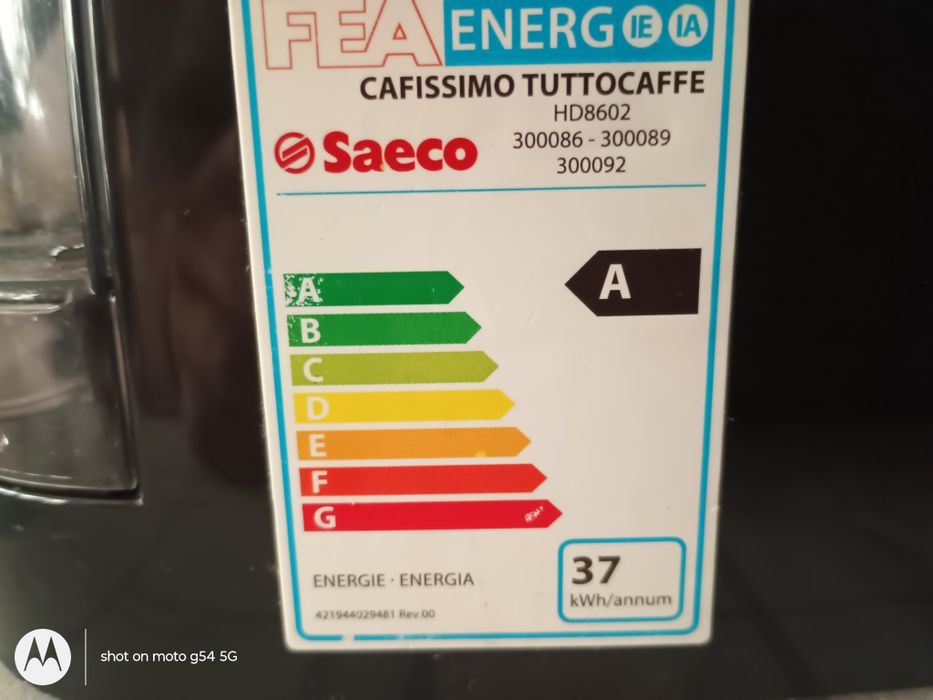 FEA ENERG IE IA
CAFISSIMO TUTTOCAFFE
HD8602
Saeco
300086 - 300089
300092
A
A
B
C
D
E
F
G
37
kWh/annum
ENERGIE · ENERGIA
421944029481 Rev.00
shot on moto g54 5G